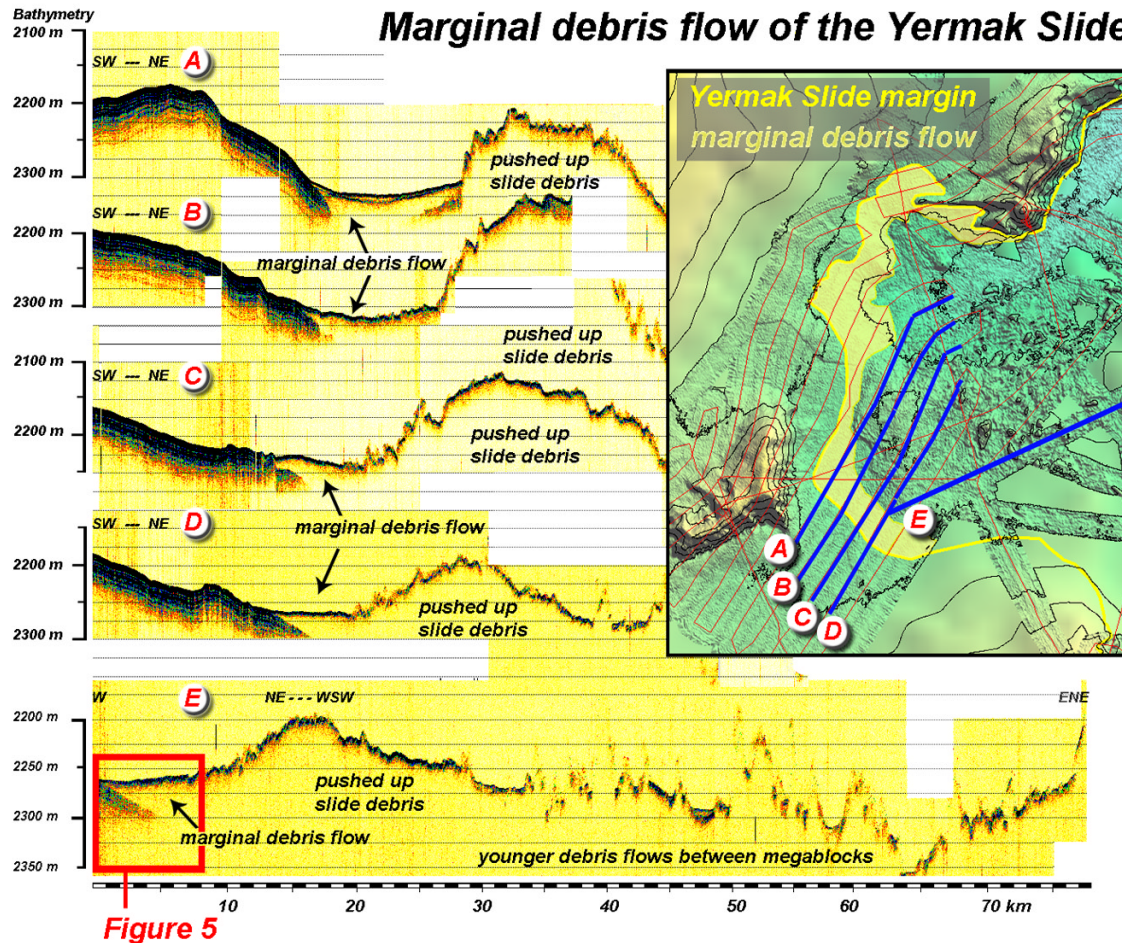 Bathymetry
Marginal debris flow of the Yermak Slide
2100 m
SW --- NE A
2200 m
2300 m
pushed up
slide debris
SW --- NE B
2200 m
2300 m
marginal debris flow
pushed up
slide debris
2100 m
SW --- NE C
2200 m
pushed up
slide debris
marginal debris flow
SW --- NE D
2200 m
2300 m
pushed up
slide debris
Yermak Slide margin
marginal debris flow
A
B
C
D
E
W
E
NE - - - WSW
ENE
2200 m
2250 m
2300 m
2350 m
pushed up
slide debris
marginal debris flow
younger debris flows between megablocks
10 20 30 40 50 60 70 km
Figure 5